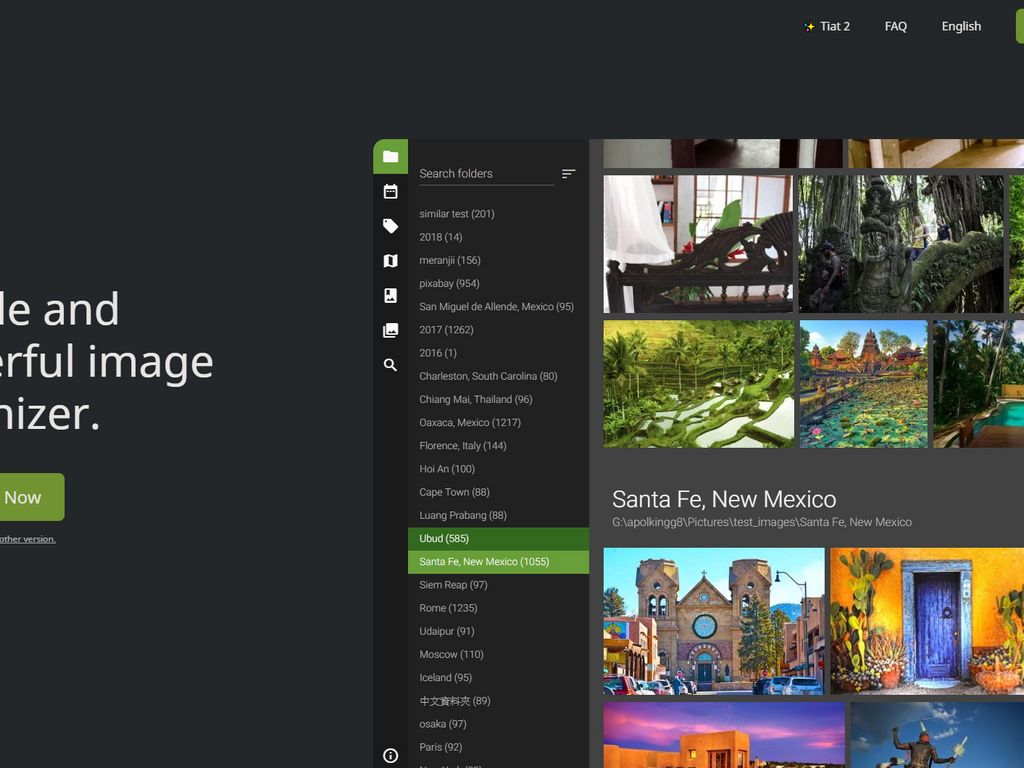 ✨ Tiat 2
FAQ
English
le and
erful image
nizer.
Now
other version.
Search folders
similar test (201)
2018 (14)
meranjii (156)
pixabay (954)
San Miguel de Allende, Mexico (95)
2017 (1262)
2016 (1)
Charleston, South Carolina (80)
Chiang Mai, Thailand (96)
Oaxaca, Mexico (1217)
Florence, Italy (144)
Hoi An (100)
Cape Town (88)
Luang Prabang (88)
Ubud (585)
Santa Fe, New Mexico (1055)
Siem Reap (97)
Rome (1235)
Udaipur (91)
Moscow (110)
Iceland (95)
中文資料夾 (89)
osaka (97)
Paris (92)
Santa Fe, New Mexico
G:\apolkingg8\Pictures\test_images\Santa Fe, New Mexico